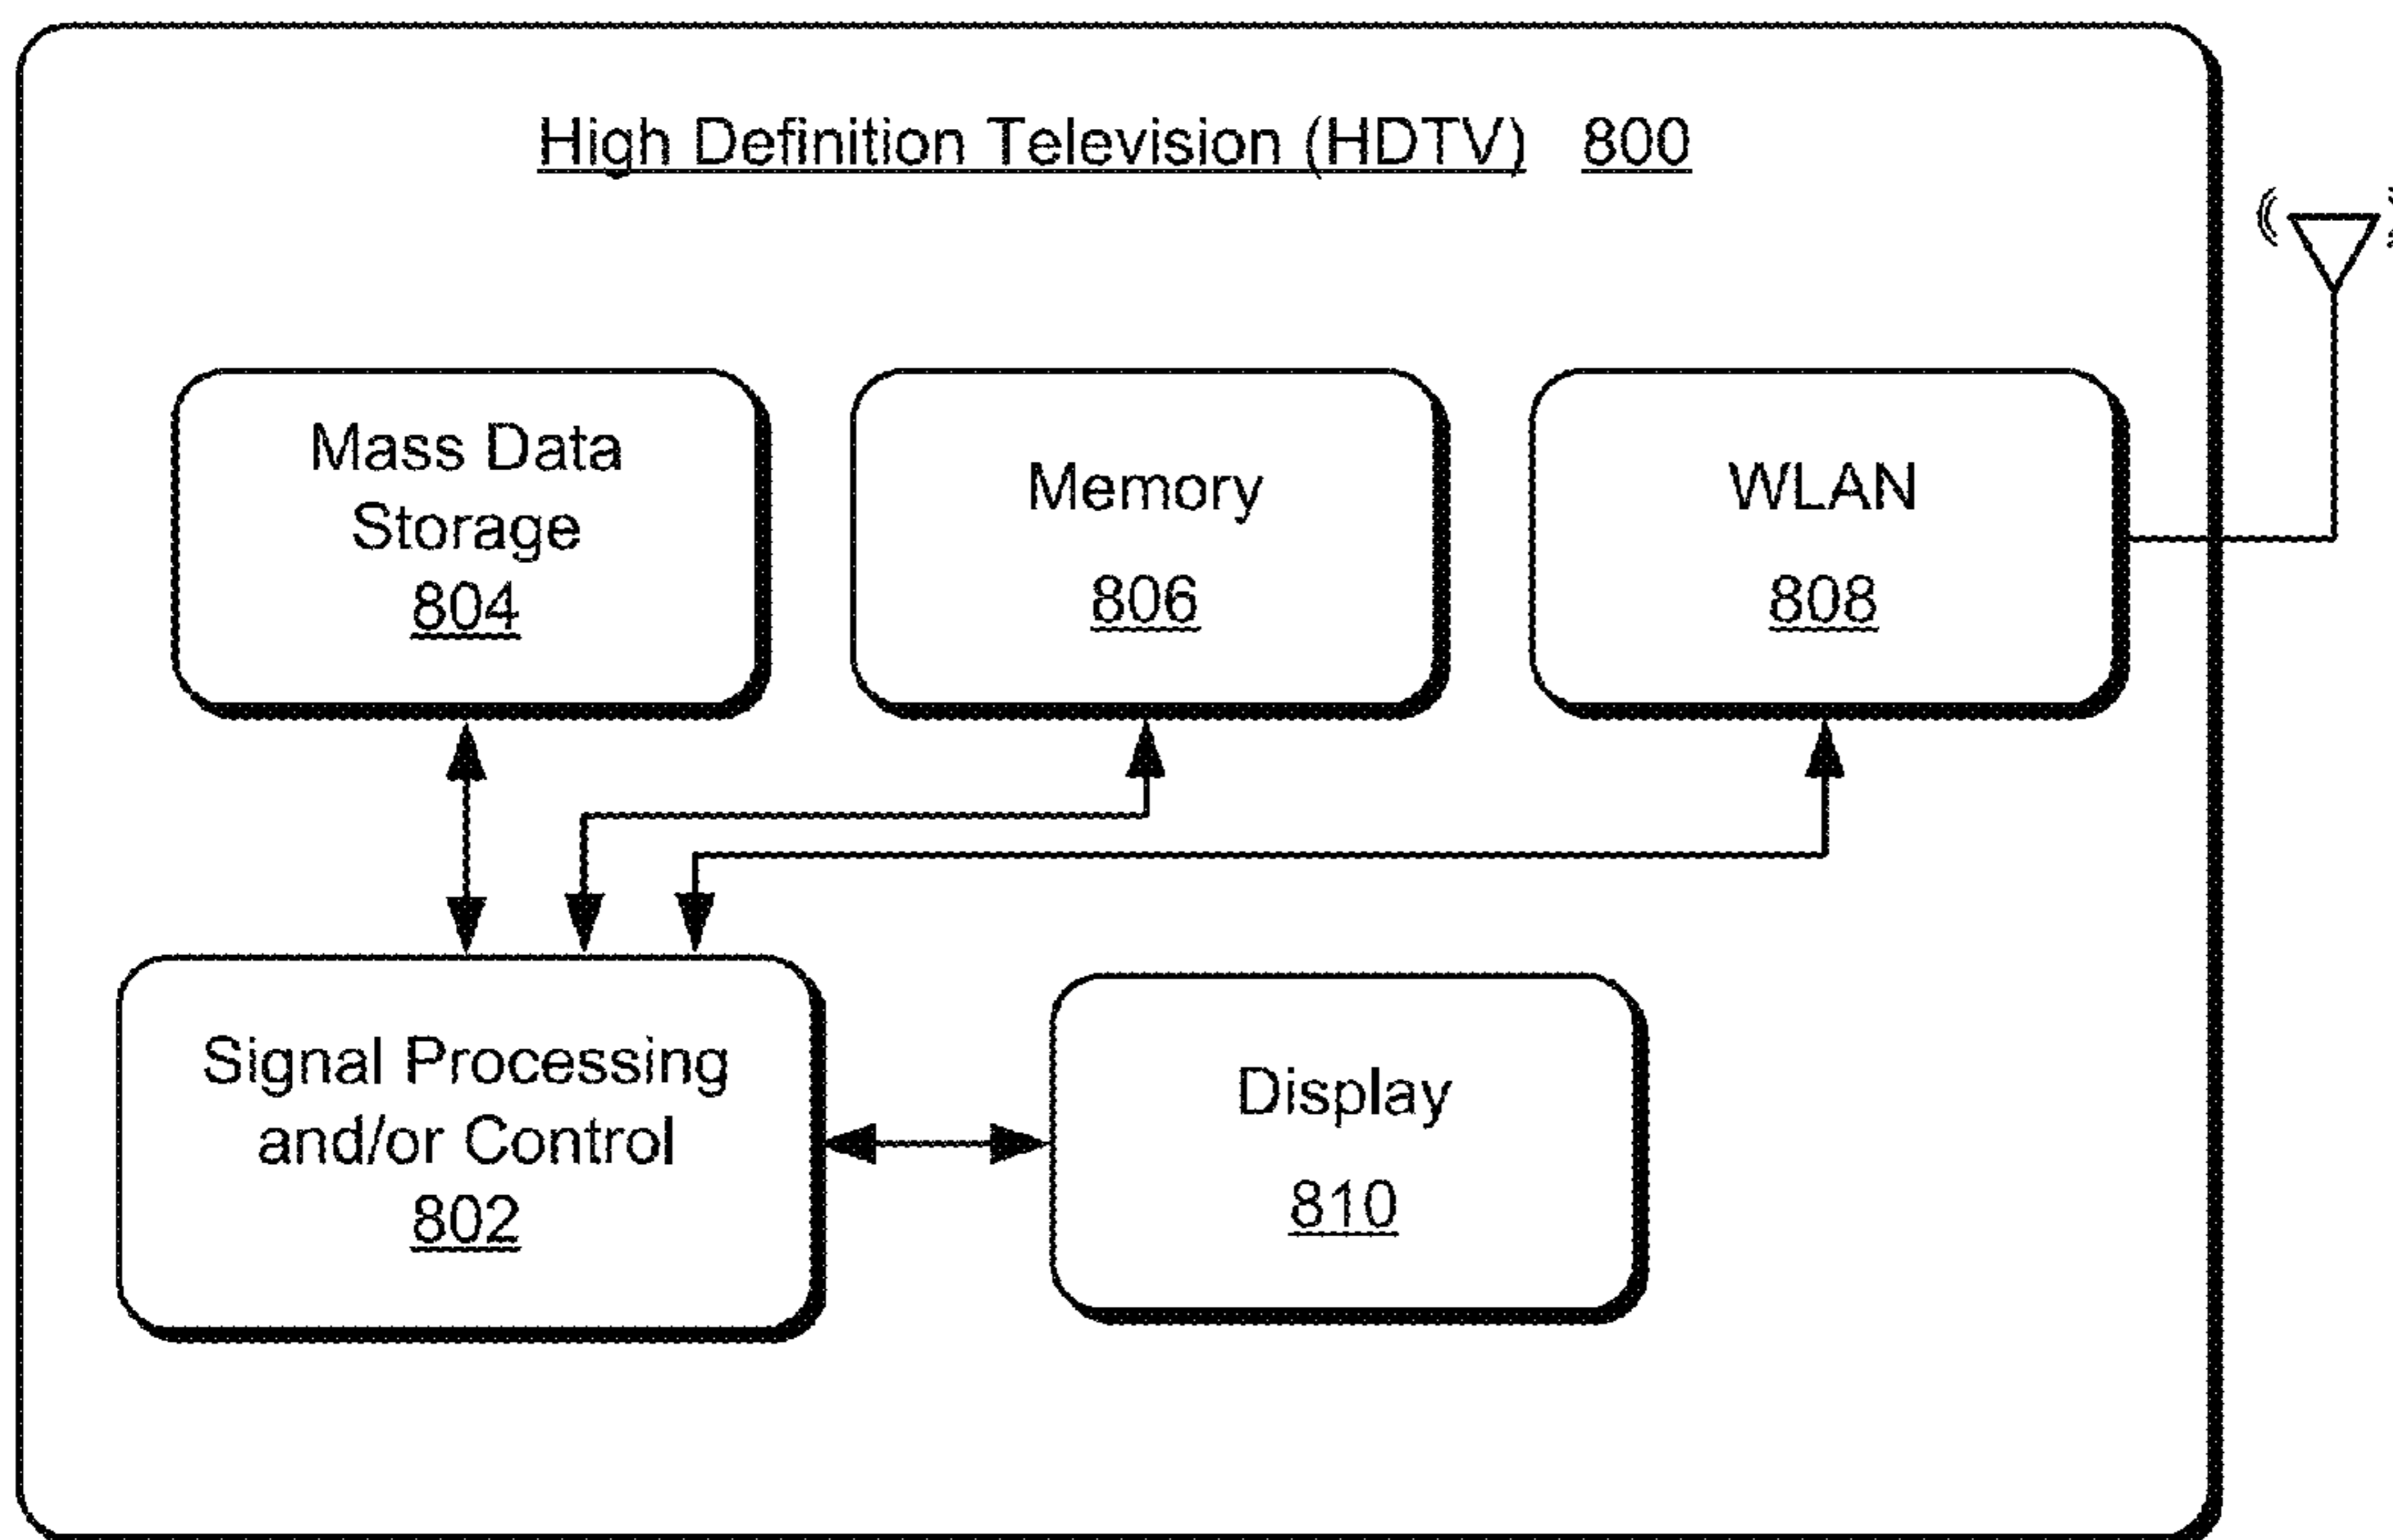 High Definition Television (HDTV) 800
Mass Data
Storage
804
Memory
806
WLAN
808
Signal Processing
and/or Control
802
Display
810